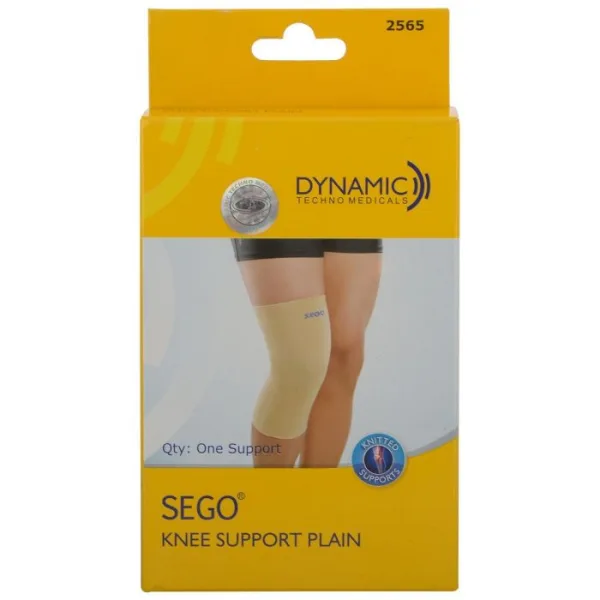 2565
DYNAMIC
TECHNO MEDICALS
SEGO
Qty: One Support
KNITTED
SUPPORTS
SEGO®
KNEE SUPPORT PLAIN